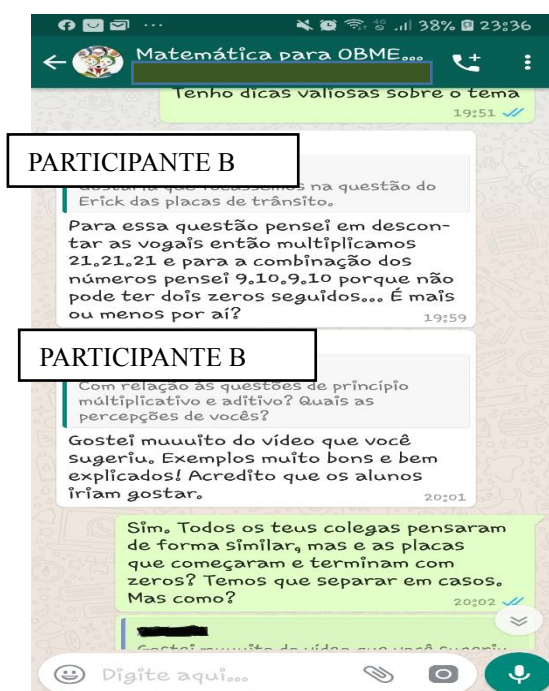 38% 23:36
Matemática para OBME...
Tenho dicas valiosas sobre o tema
19:51
PARTICIPANTE B
na questão do
Erick das placas de trânsito.
Para essa questão pensei em descon-
tar as vogais então multiplicamos
21.21.21 e para a combinação dos
números pensei 9.10.9.10 porque não
pode ter dois zeros seguidos... É mais
ou menos por aí?
19:59
PARTICIPANTE B
Com relação às questões de princípio
múltiplicativo e aditivo? Quais as
percepções de vocês?
Gostei muuuito do vídeo que você
sugeriu. Exemplos muito bons e bem
explicados! Acredito que os alunos
iriam gostar.
20:01
Sim. Todos os teus colegas pensaram
de forma similar, mas e as placas
que começaram e terminam com
zeros? Temos que separar em casos.
Mas como?
20:02
Gostei muuuito do vídeo que você sugeriu
Digite aqui...